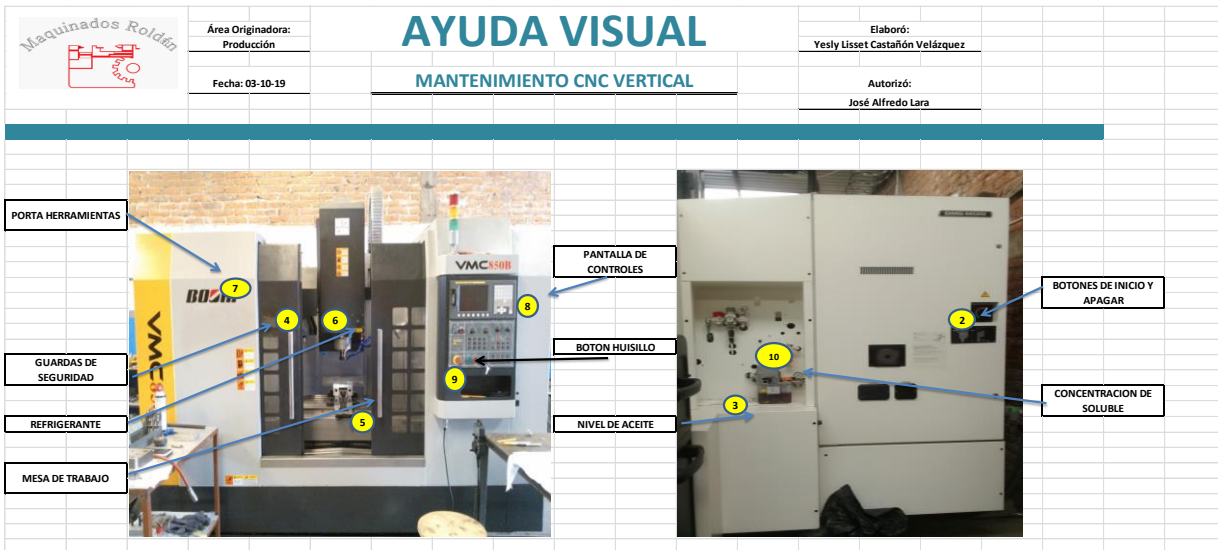 Maquinados Roldán
Área Originadora:
Producción
Fecha: 03-10-19
AYUDA VISUAL
MANTENIMIENTO CNC VERTICAL
Elaboró:
Yesly Lisset Castañón Velázquez
Autorizó:
José Alfredo Lara
PORTA HERRAMIENTAS
GUARDAS DE
SEGURIDAD
REFRIGERANTE
MESA DE TRABAJO
7
4
6
5
8
9
VMC850B
VMC8
PANTALLA DE
CONTROLES
BOTON HUISILLO
NIVEL DE ACEITE
2
10
3
BOTONES DE INICIO Y
APAGAR
CONCENTRACION DE
SOLUBLE